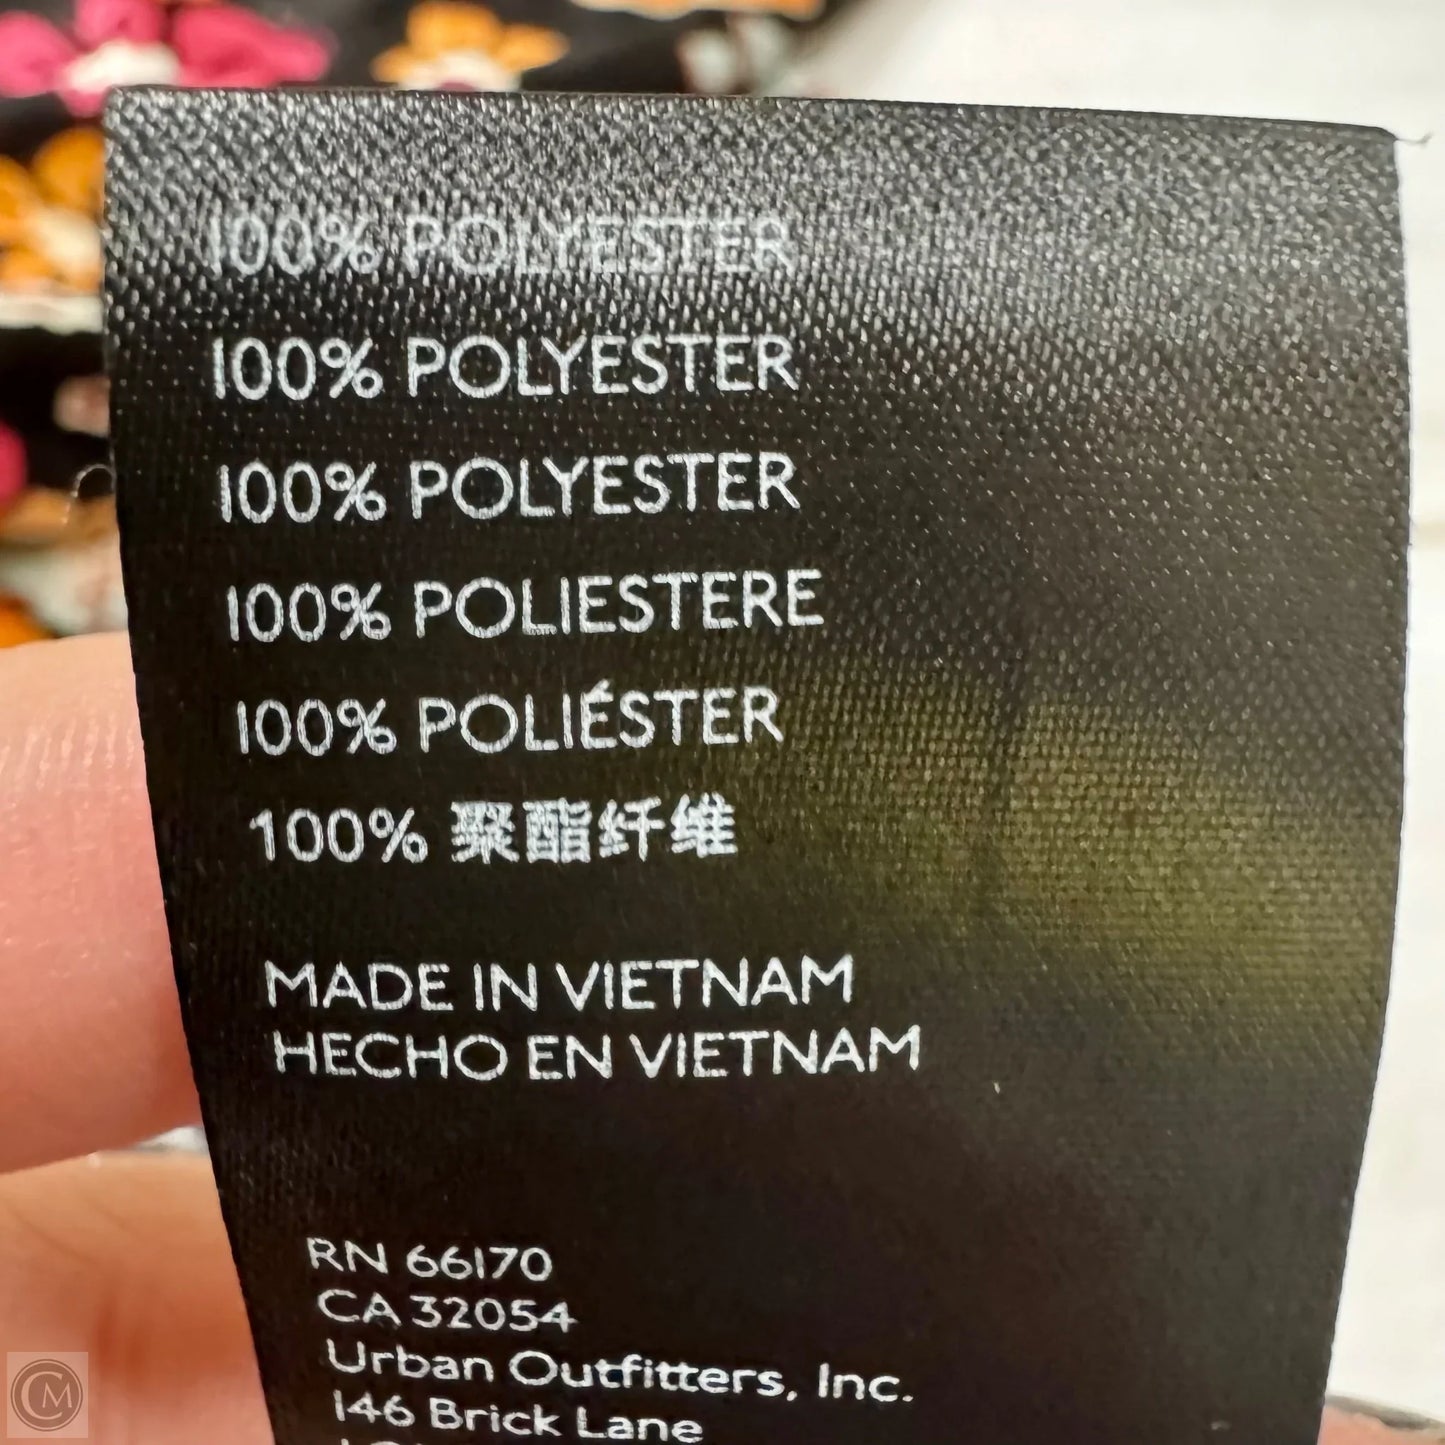 100% POLYESTER
100% POLYESTER
100% POLYESTER
100% POLIESTERE
100% POLIÉSTER
100% 聚酯纤维
MADE IN VIETNAM
HECHO EN VIETNAM
RN 66170
CA 32054
Urban Outfitters, Inc.
146 Brick Lane
CM